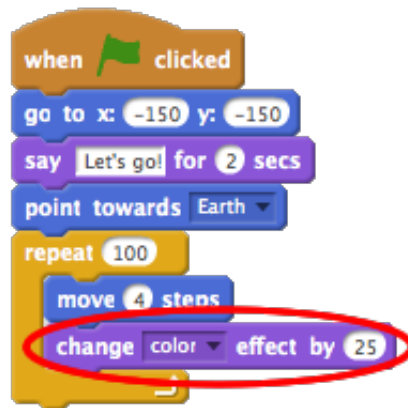 when clicked
go to x: -150 y: -150
say Let's go! for 2 secs
point towards Earth
repeat 100
move 4 steps
change color effect by 25